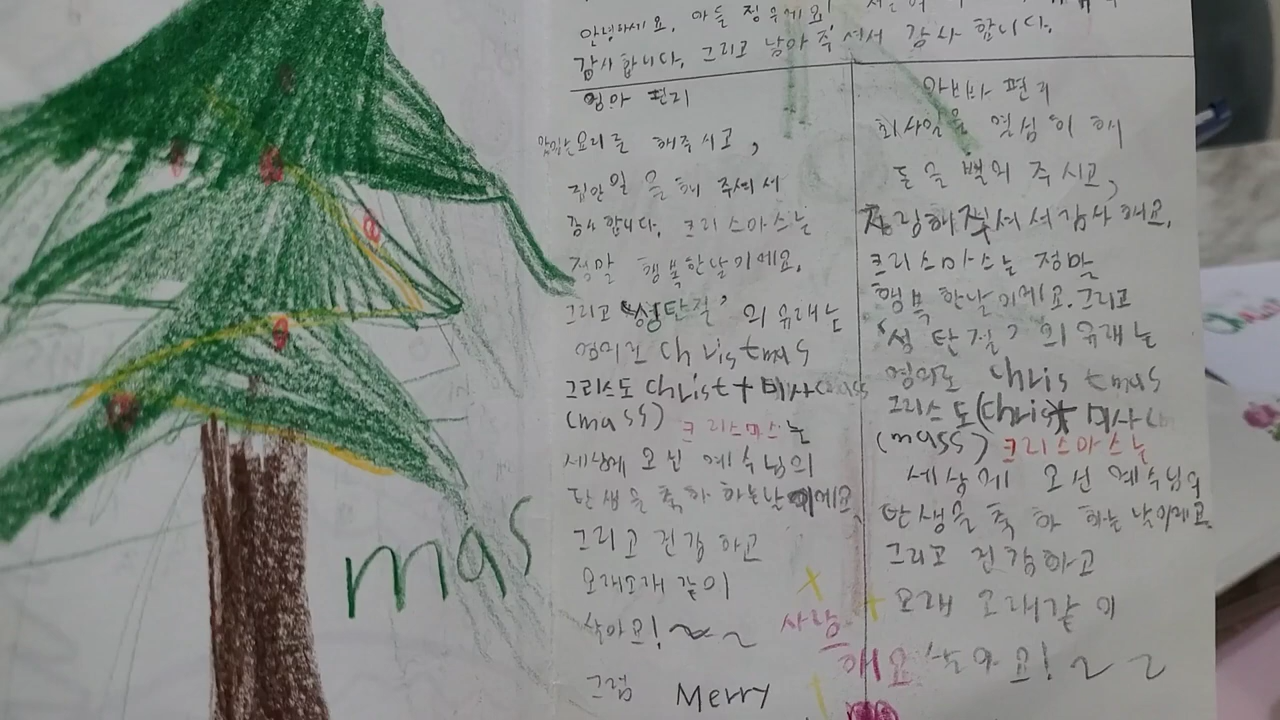 안녕하세요, 아들 정우예요!
감사합니다. 그리고 낳아 주셔서 감사합니다.
엄마 편지
맛있는요리를 해주시고,
집안일을 해 주셔서
감사합니다. 크리스마스는
정말 행복한날이예요.
그리고 '성탄절'의 유래는
영어로 Christmas
그리스도 Christ + 미사 mass
(mass) 크리스마스는
세상에 오신 예수님의
탄생을 축하 하는날이예요
그리고 건강 하고
오래오래 같이
살아요!~~
그럼 Merry
아빠 편지
회사일을 열심히 해
돈을 벌어 주시고,
해주셔서감사해요.
크리스마스는 정말
행복한날이예요.그리고
'성탄절'의 유래는
영어로 Christmas
그리스도(Christ + 미사
(mass) 크리스마스는
세상에 오신 예수님의
탄생을 축하 하는 날이예요
그리고 건강하고
오래 오래같이
살아요!~~
사랑
해요
mas